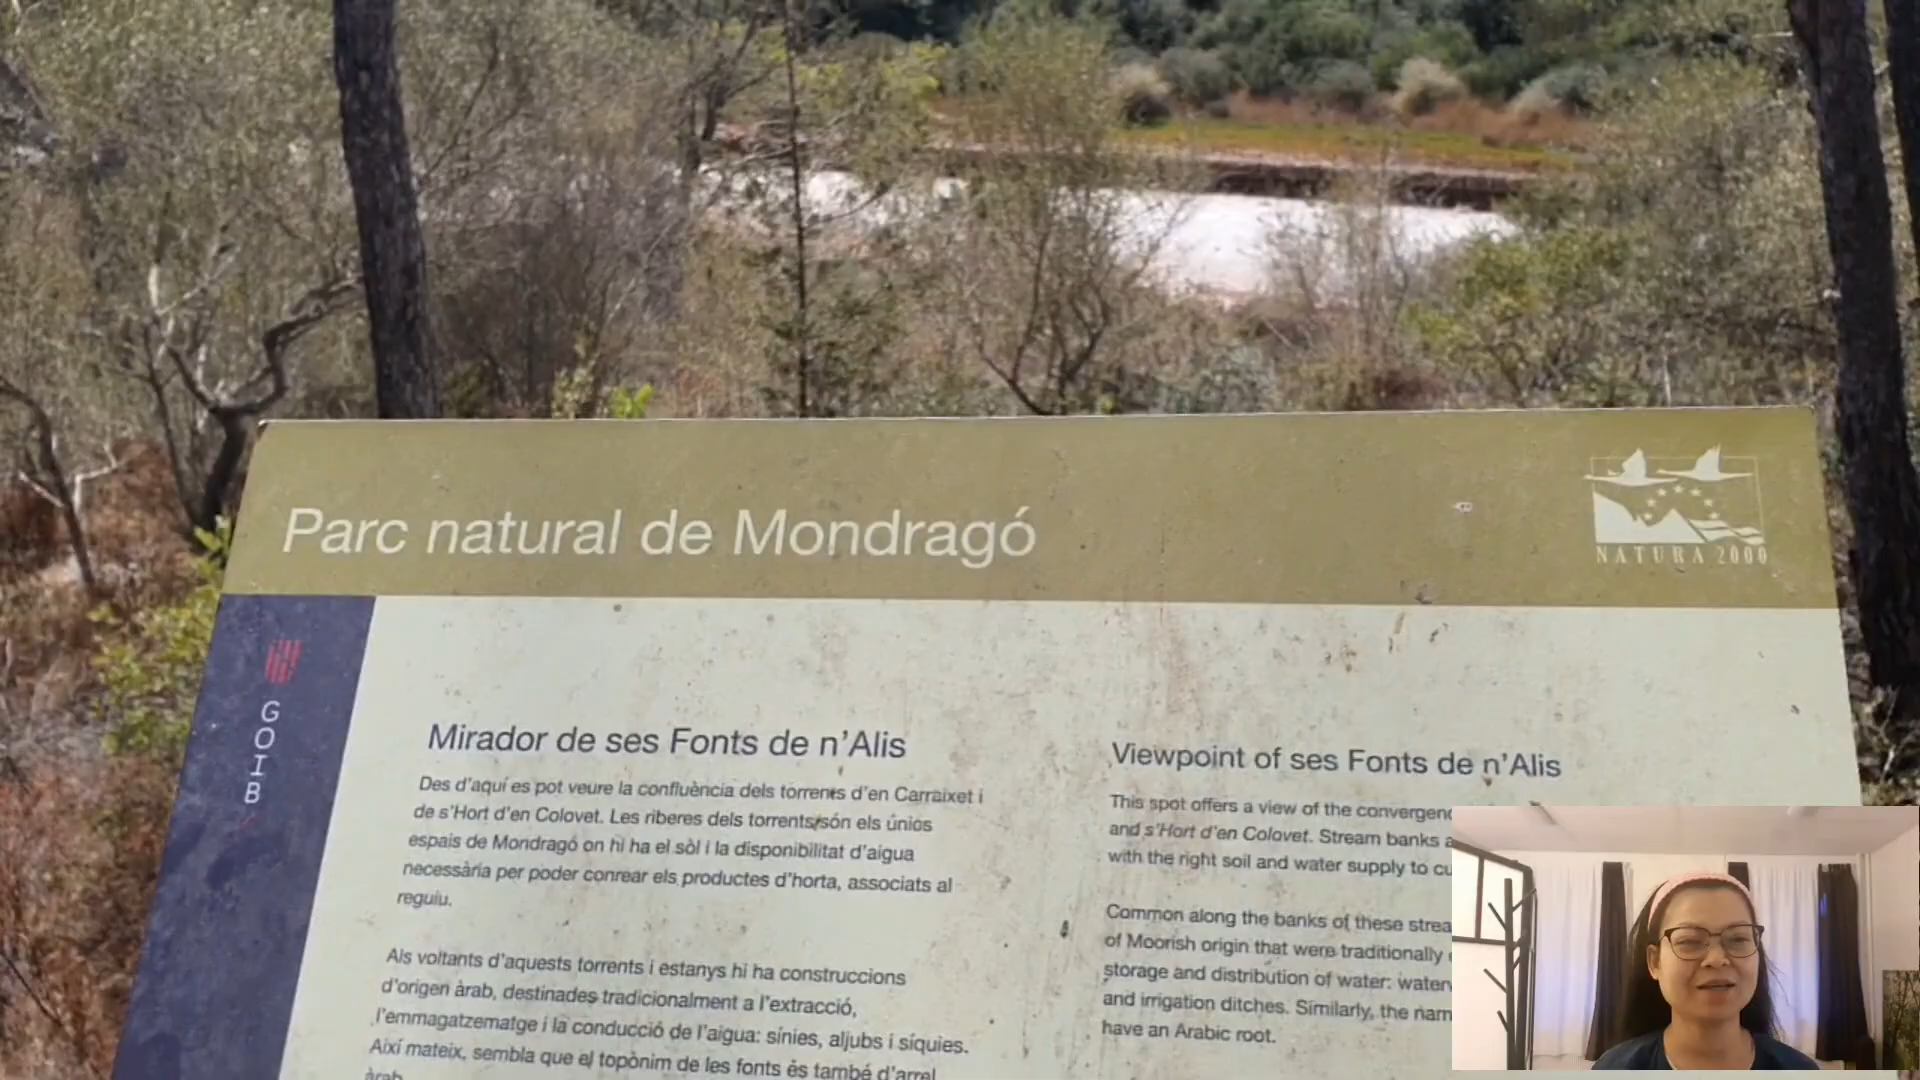 Parc natural de Mondragó
NATURA 2000
GOIB
Mirador de ses Fonts de n'Alis
Des d'aquí es pot veure la confluència dels torrents d'en Carraixet i
de s'Hort d'en Colovet. Les riberes dels torrents són els únics
espais de Mondragó on hi ha el sòl i la disponibilitat d'aigua
necessària per poder conrear els productes d'horta, associats al
reguiu.
Als voltants d'aquests torrents i estanys hi ha construccions
d'origen àrab, destinades tradicionalment a l'extracció,
l'emmagatzematge i la conducció de l'aigua: sínies, aljubs i síquies.
Així mateix, sembla que el topònim de les fonts és també d'arrel
àrab
Viewpoint of ses Fonts de n'Alis
This spot offers a view of the
and s'Hort d'en Colovet. Stream banks
with the right soil and water supply to
Common along the banks of these
of Moorish origin that were traditionally
storage and distribution of water:
and irrigation ditches. Similarly, the
have an Arabic root.